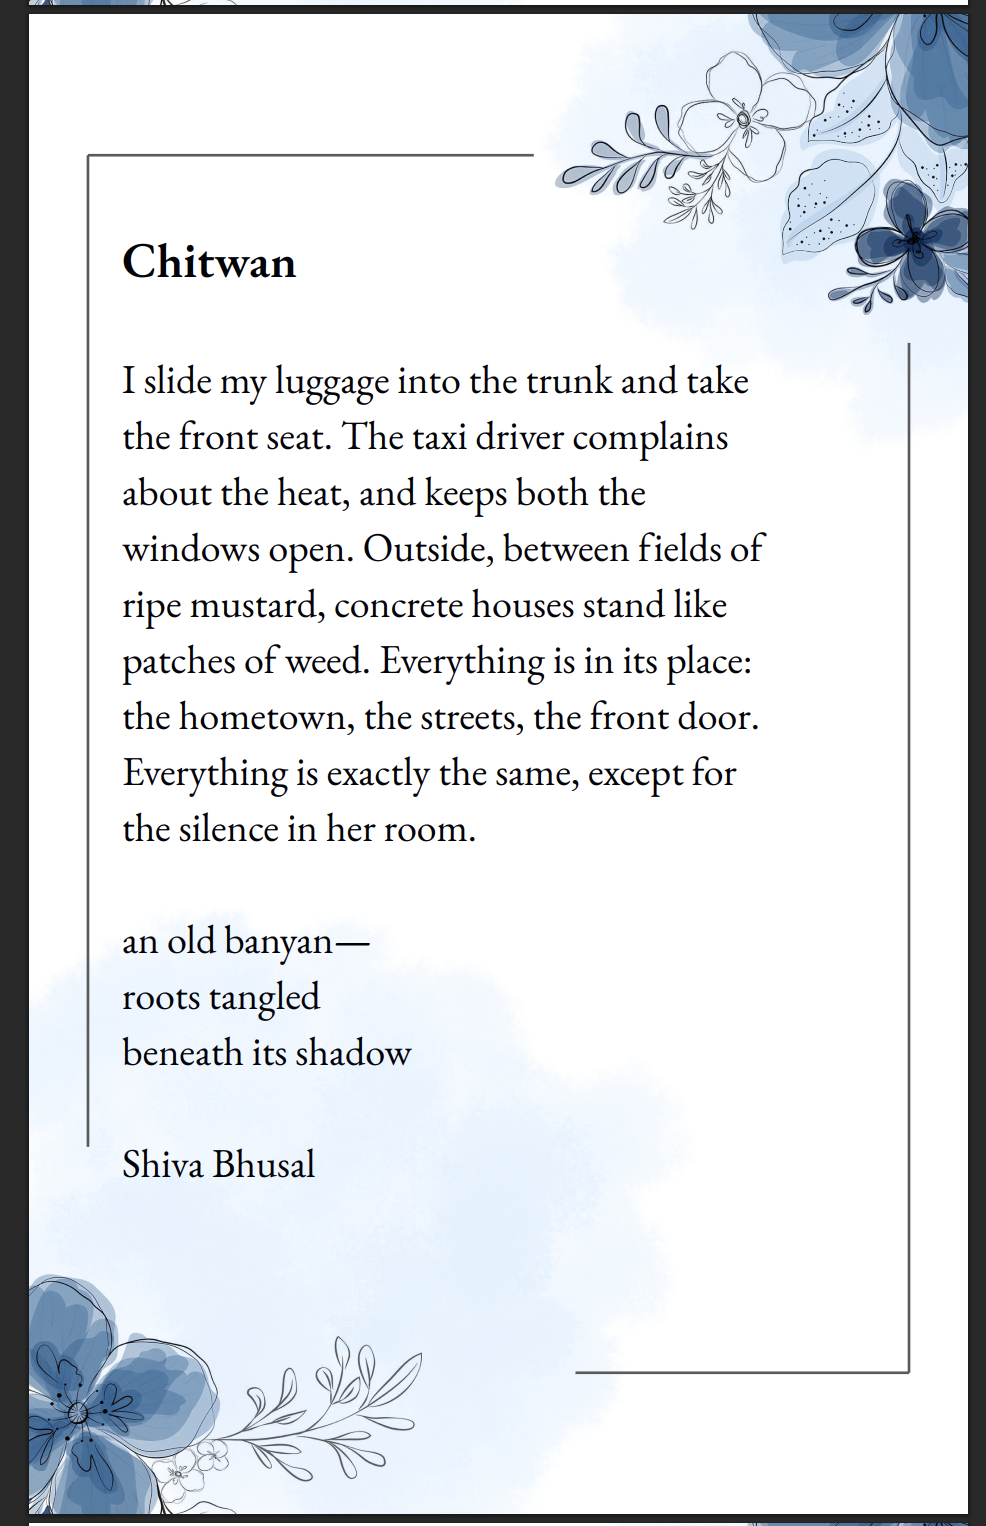 Chitwan
I slide my luggage into the trunk and take
the front seat. The taxi driver complains
about the heat, and keeps both the
windows open. Outside, between fields of
ripe mustard, concrete houses stand like
patches of weed. Everything is in its place:
the hometown, the streets, the front door.
Everything is exactly the same, except for
the silence in her room.
an old banyan—
roots tangled
beneath its shadow
Shiva Bhusal